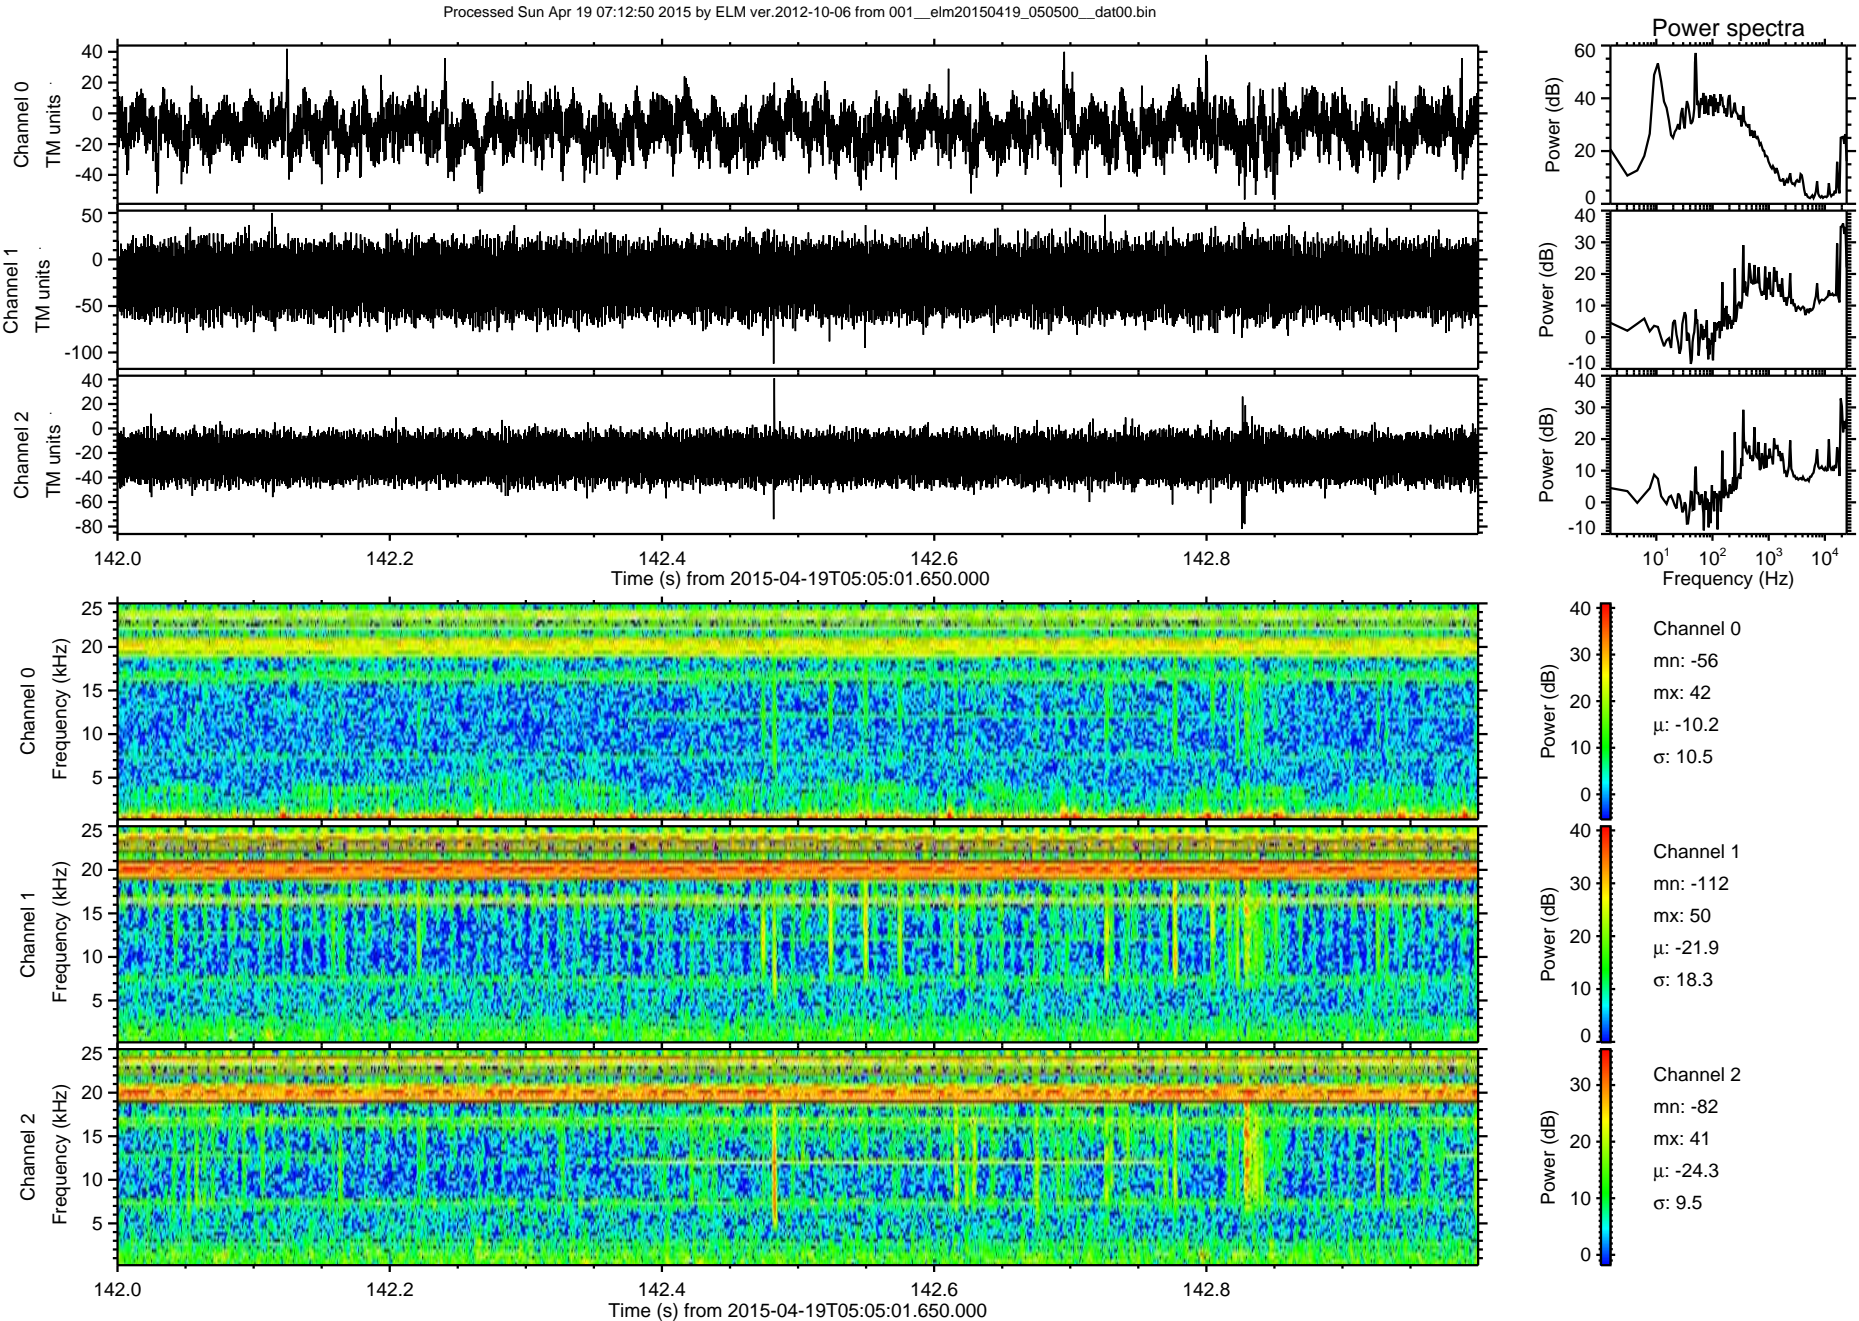 Processed Sun Apr 19 07:12:50 2015 by ELM ver.2012-10-06 from 001__elm20150419_050500__dat00.bin
Power spectra
Channel 0
TM units
40
20
0
-20
-40
Power (dB)
60
40
20
0
Channel 1
TM units
50
0
-50
-100
Power (dB)
40
30
20
10
0
-10
Channel 2
TM units
40
20
0
-20
-40
-60
-80
Power (dB)
40
30
20
10
0
-10
142.0 142.2 142.4 142.6 142.8
Time (s) from 2015-04-19T05:05:01.650.000
10¹ 10² 10³ 10⁴
Frequency (Hz)
Channel 0
Frequency (kHz)
25
20
15
10
5
Power (dB)
40
30
20
10
0
Channel 0
mn: -56
mx: 42
μ: -10.2
σ: 10.5
Channel 1
Frequency (kHz)
25
20
15
10
5
Power (dB)
40
30
20
10
0
Channel 1
mn: -112
mx: 50
μ: -21.9
σ: 18.3
Channel 2
Frequency (kHz)
25
20
15
10
5
Power (dB)
30
20
10
0
Channel 2
mn: -82
mx: 41
μ: -24.3
σ: 9.5
142.0 142.2 142.4 142.6 142.8
Time (s) from 2015-04-19T05:05:01.650.000